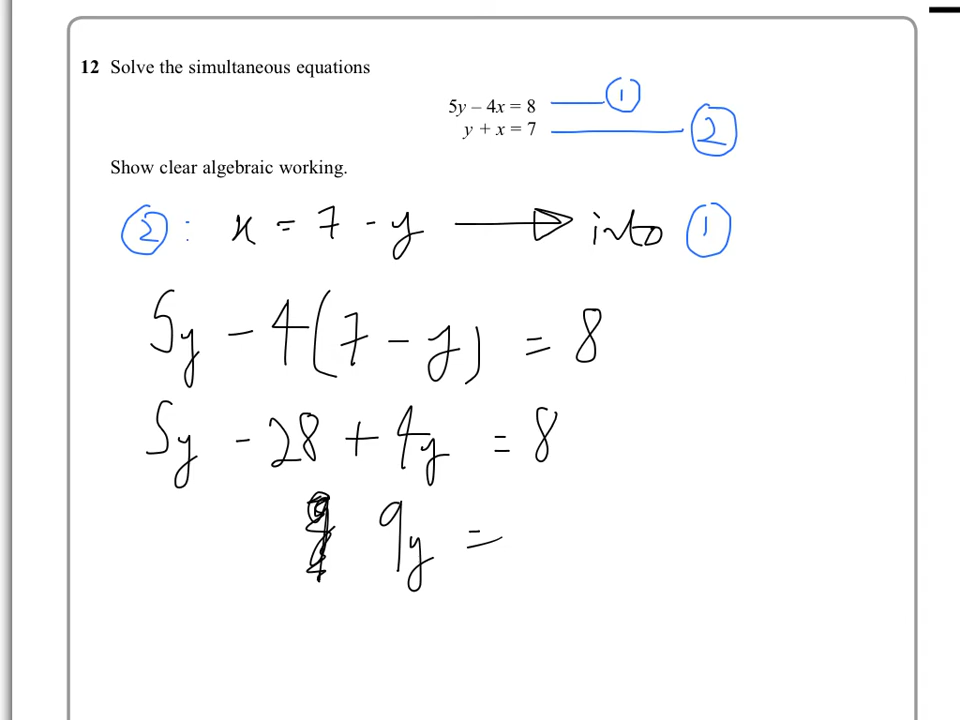 12 Solve the simultaneous equations
5y – 4x = 8 ①
y + x = 7 ②
Show clear algebraic working.
② : x = 7 - y → into ①
5y - 4(7 - y) = 8
5y - 28 + 4y = 8
9y =